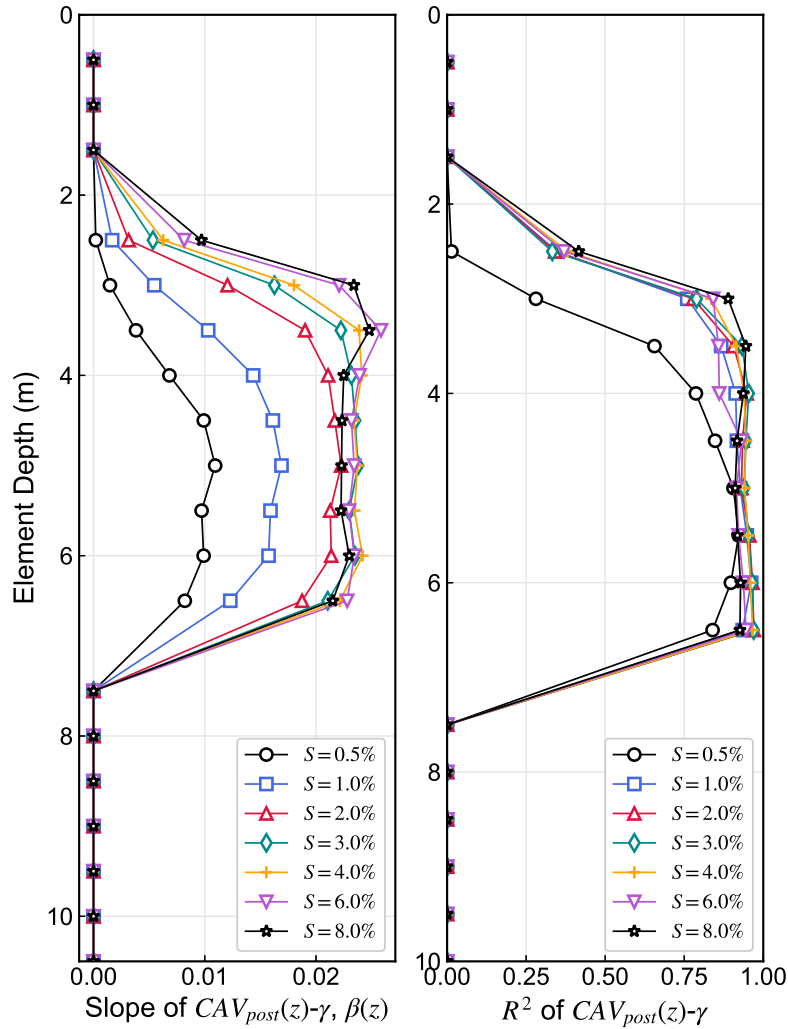 0
2
4
6
8
10
Element Depth (m)
0.00
0.01
0.02
Slope of CAV_post(z)-γ, β(z)
S = 0.5%
S = 1.0%
S = 2.0%
S = 3.0%
S = 4.0%
S = 6.0%
S = 8.0%
0
2
4
6
8
10
0.00
0.25
0.50
0.75
1.00
R² of CAV_post(z)-γ
S = 0.5%
S = 1.0%
S = 2.0%
S = 3.0%
S = 4.0%
S = 6.0%
S = 8.0%